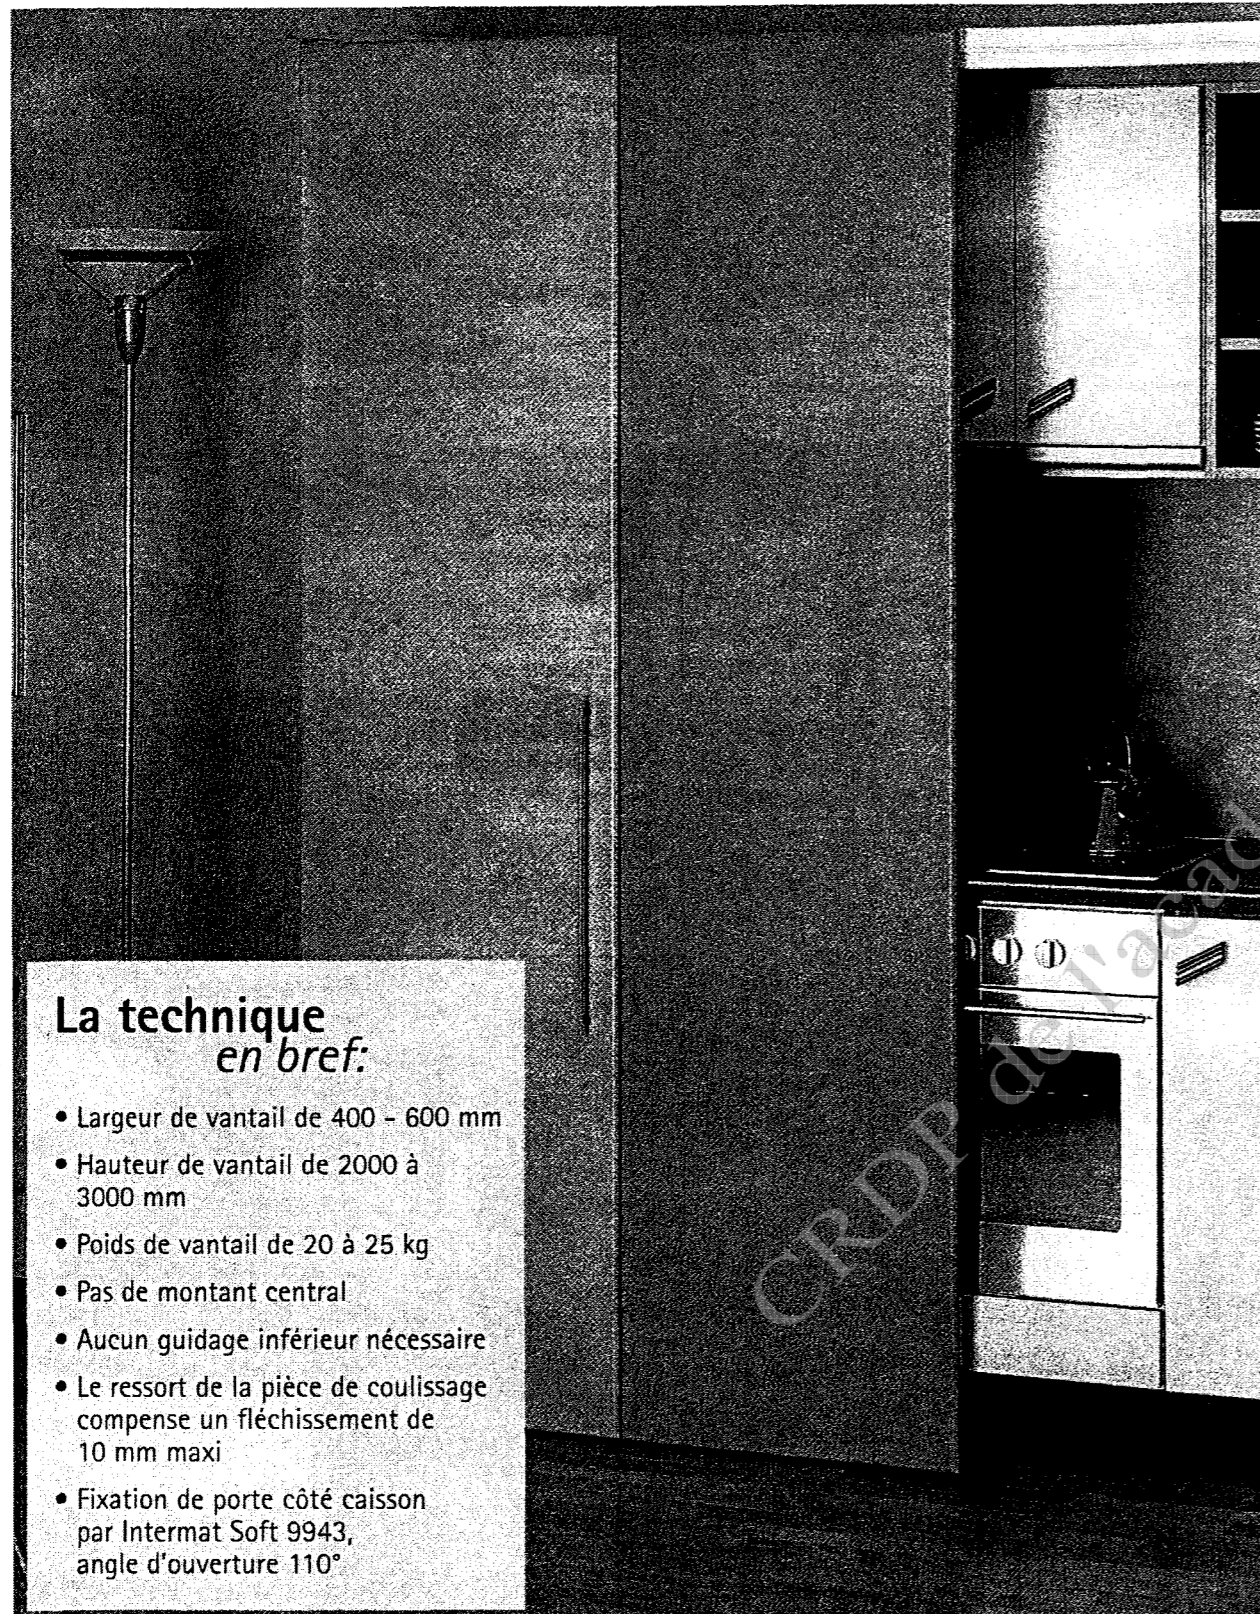 La technique
en bref:
• Largeur de vantail de 400 - 600 mm
• Hauteur de vantail de 2000 à
3000 mm
• Poids de vantail de 20 à 25 kg
• Pas de montant central
• Aucun guidage inférieur nécessaire
• Le ressort de la pièce de coulissage
compense un fléchissement de
10 mm maxi
• Fixation de porte côté caisson
par Intermat Soft 9943,
angle d'ouverture 110°
CRDP de l'acad